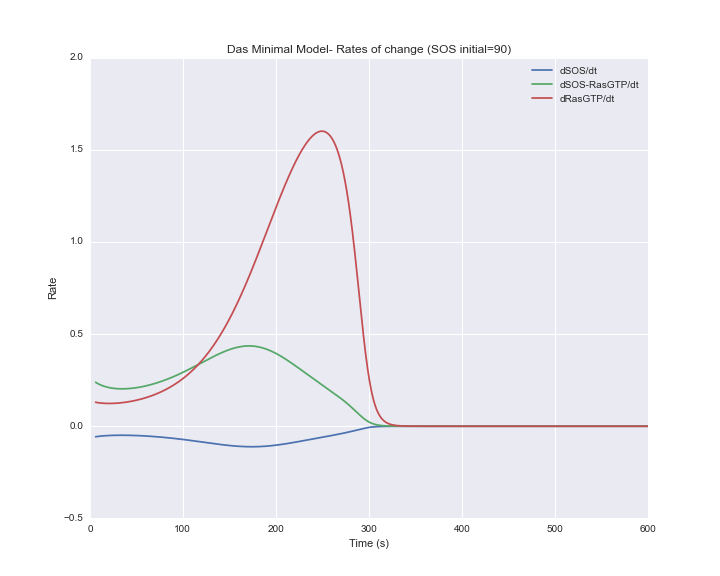 Das Minimal Model- Rates of change (SOS initial=90)
2.0
1.5
1.0
0.5
0.0
−0.5
Rate
dSOS/dt
dSOS-RasGTP/dt
dRasGTP/dt
0 100 200 300 400 500 600
Time (s)